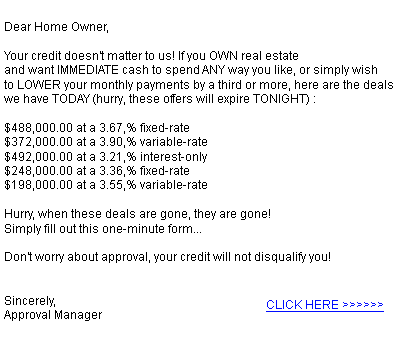 Dear Home Owner,
Your credit doesn't matter to us! If you OWN real estate
and want IMMEDIATE cash to spend ANY way you like, or simply wish
to LOWER your monthly payments by a third or more, here are the deals
we have TODAY (hurry, these offers will expire TONIGHT) :
$488,000.00 at a 3.67,% fixed-rate
$372,000.00 at a 3.90,% variable-rate
$492,000.00 at a 3.21,% interest-only
$248,000.00 at a 3.36,% fixed-rate
$198,000.00 at a 3.55,% variable-rate
Hurry, when these deals are gone, they are gone!
Simply fill out this one-minute form...
Don't worry about approval, your credit will not disqualify you!
Sincerely,
Approval Manager
CLICK HERE >>>>>>